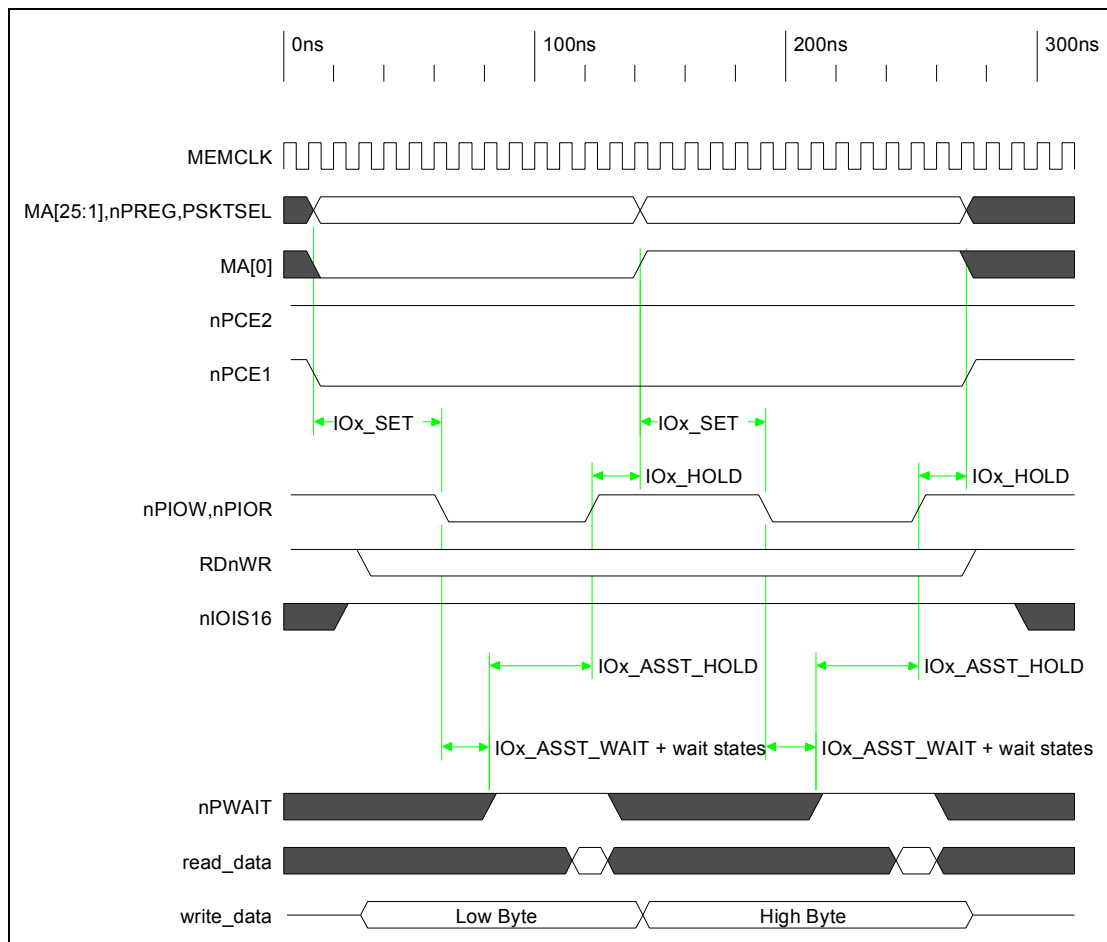 0ns 100ns 200ns 300ns
MEMCLK
MA[25:1],nPREG,PSKTSEL
MA[0]
nPCE2
nPCE1
IOx_SET IOx_SET
IOx_HOLD IOx_HOLD
nPIOW,nPIOR
RDnWR
nIOIS16
IOx_ASST_HOLD IOx_ASST_HOLD
IOx_ASST_WAIT + wait states IOx_ASST_WAIT + wait states
nPWAIT
read_data
write_data Low Byte High Byte